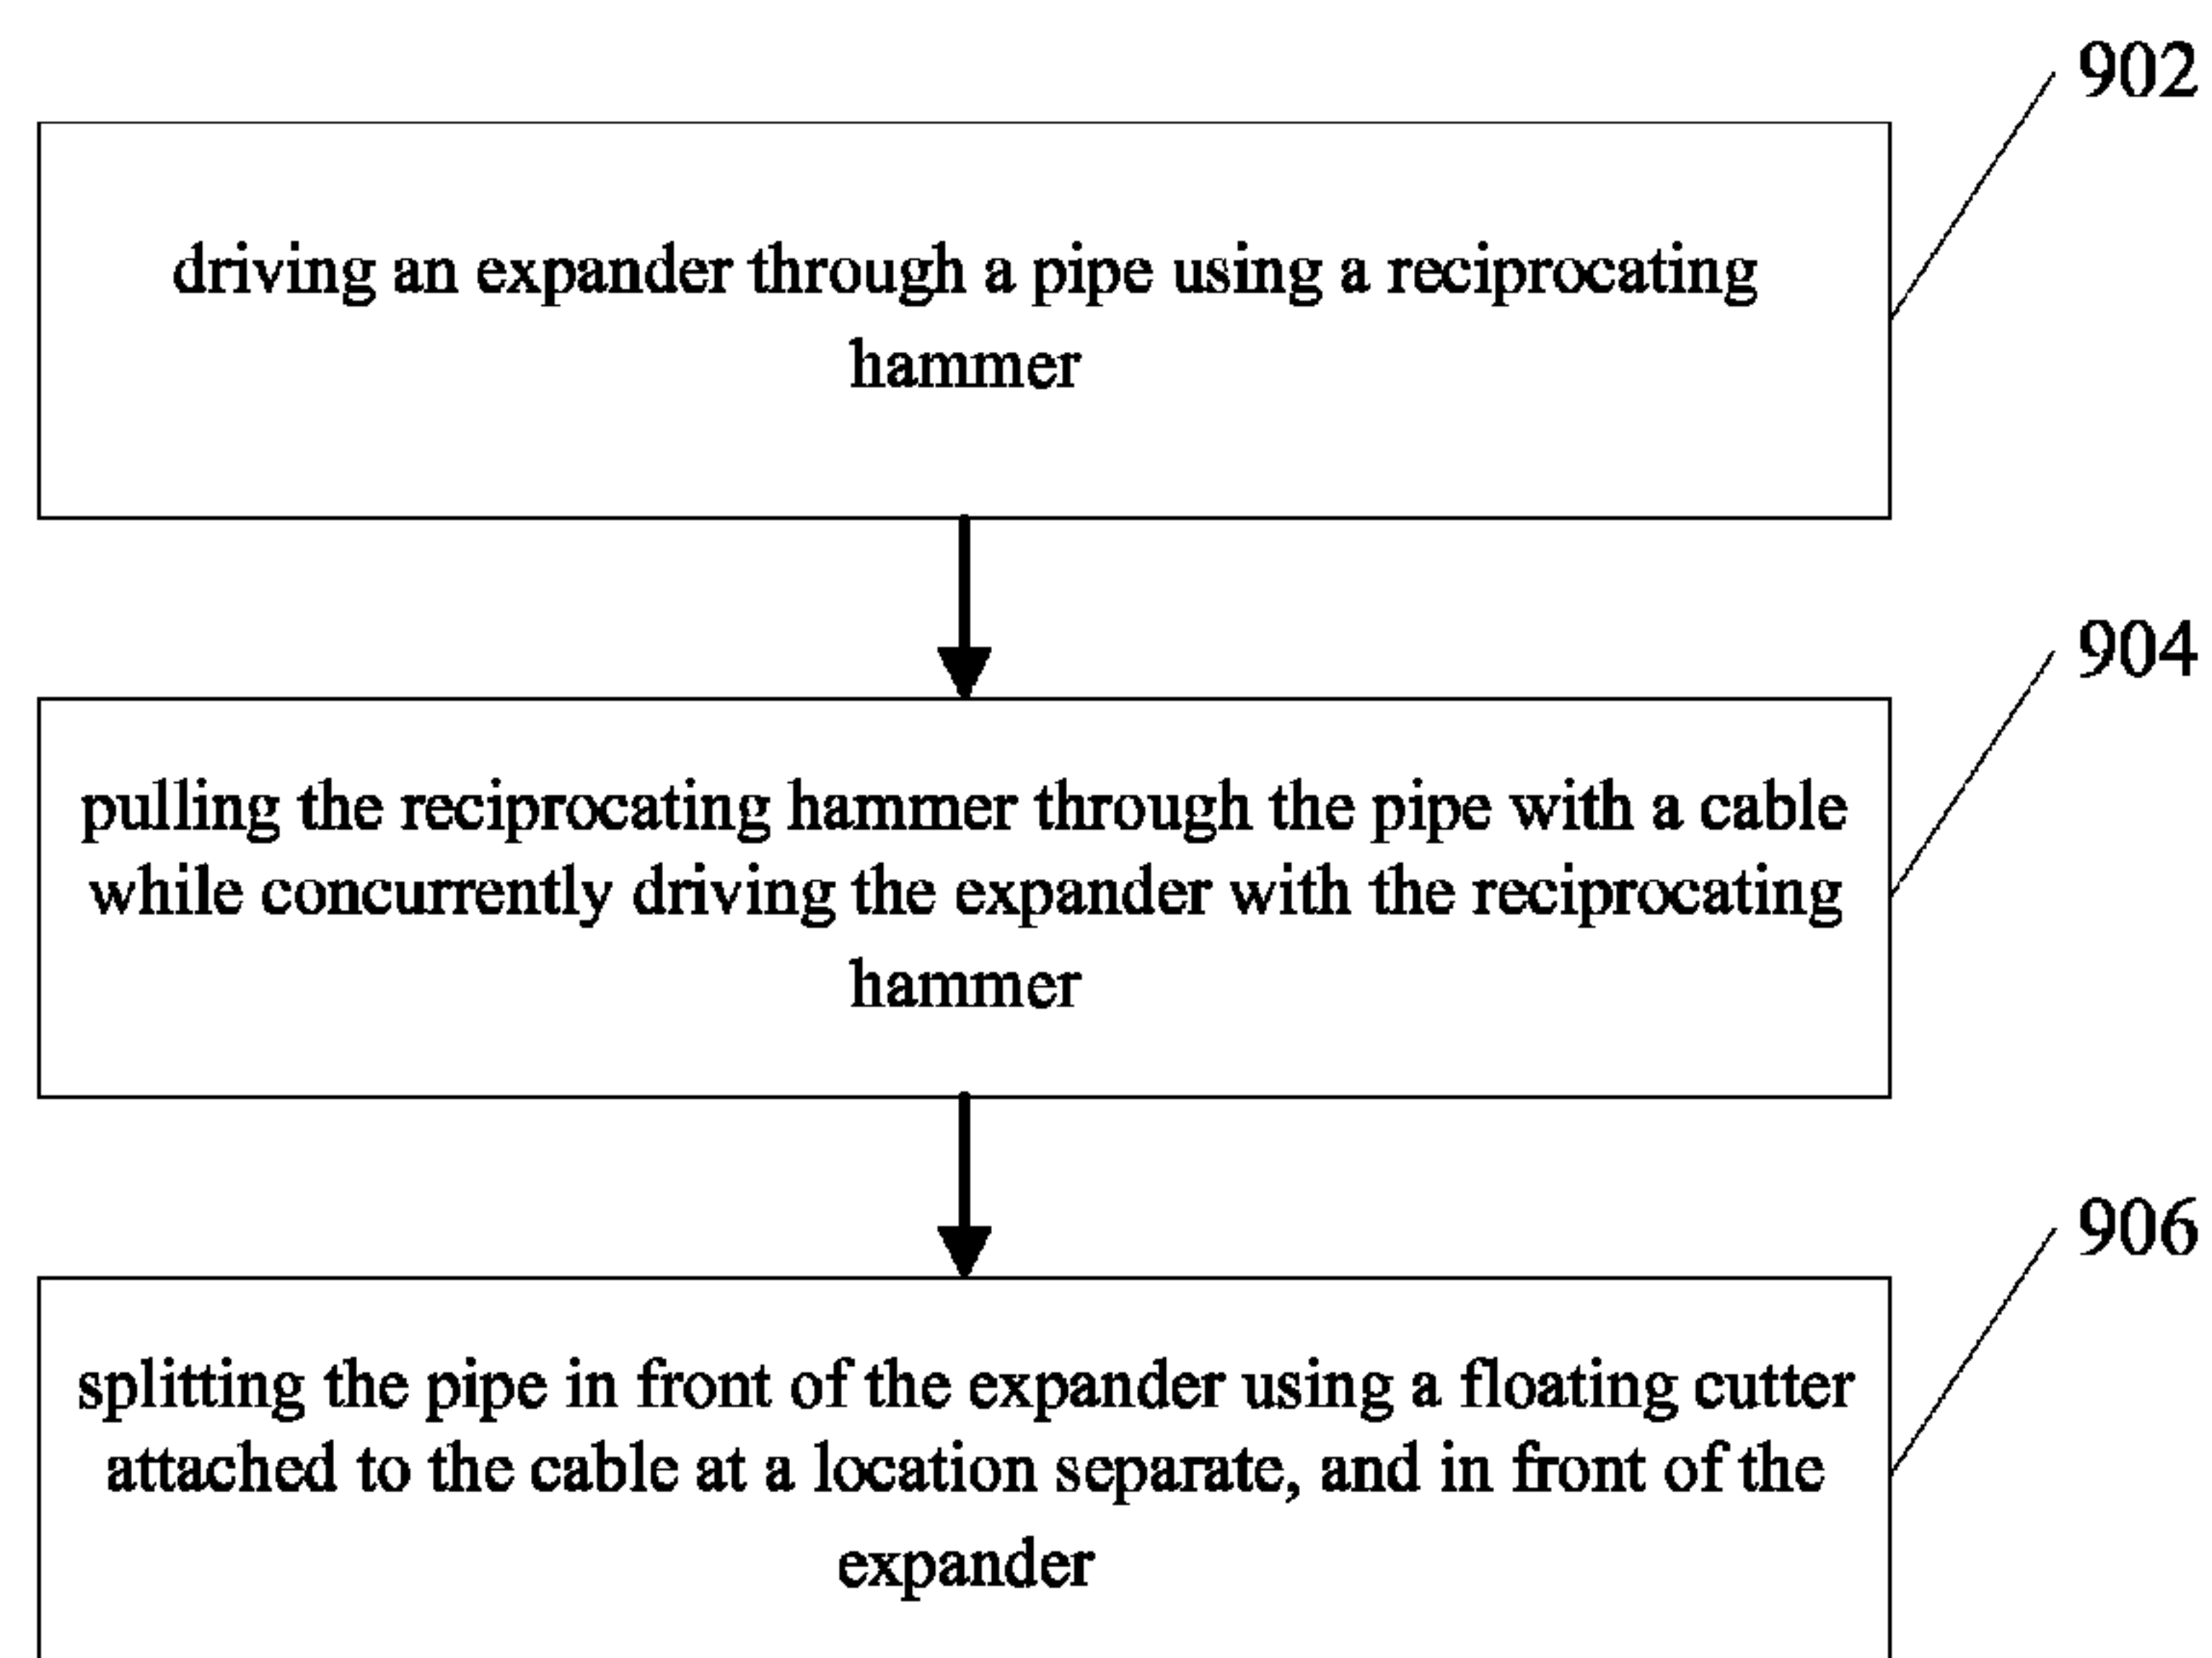 902
driving an expander through a pipe using a reciprocating
hammer
904
pulling the reciprocating hammer through the pipe with a cable
while concurrently driving the expander with the reciprocating
hammer
906
splitting the pipe in front of the expander using a floating cutter
attached to the cable at a location separate, and in front of the
expander